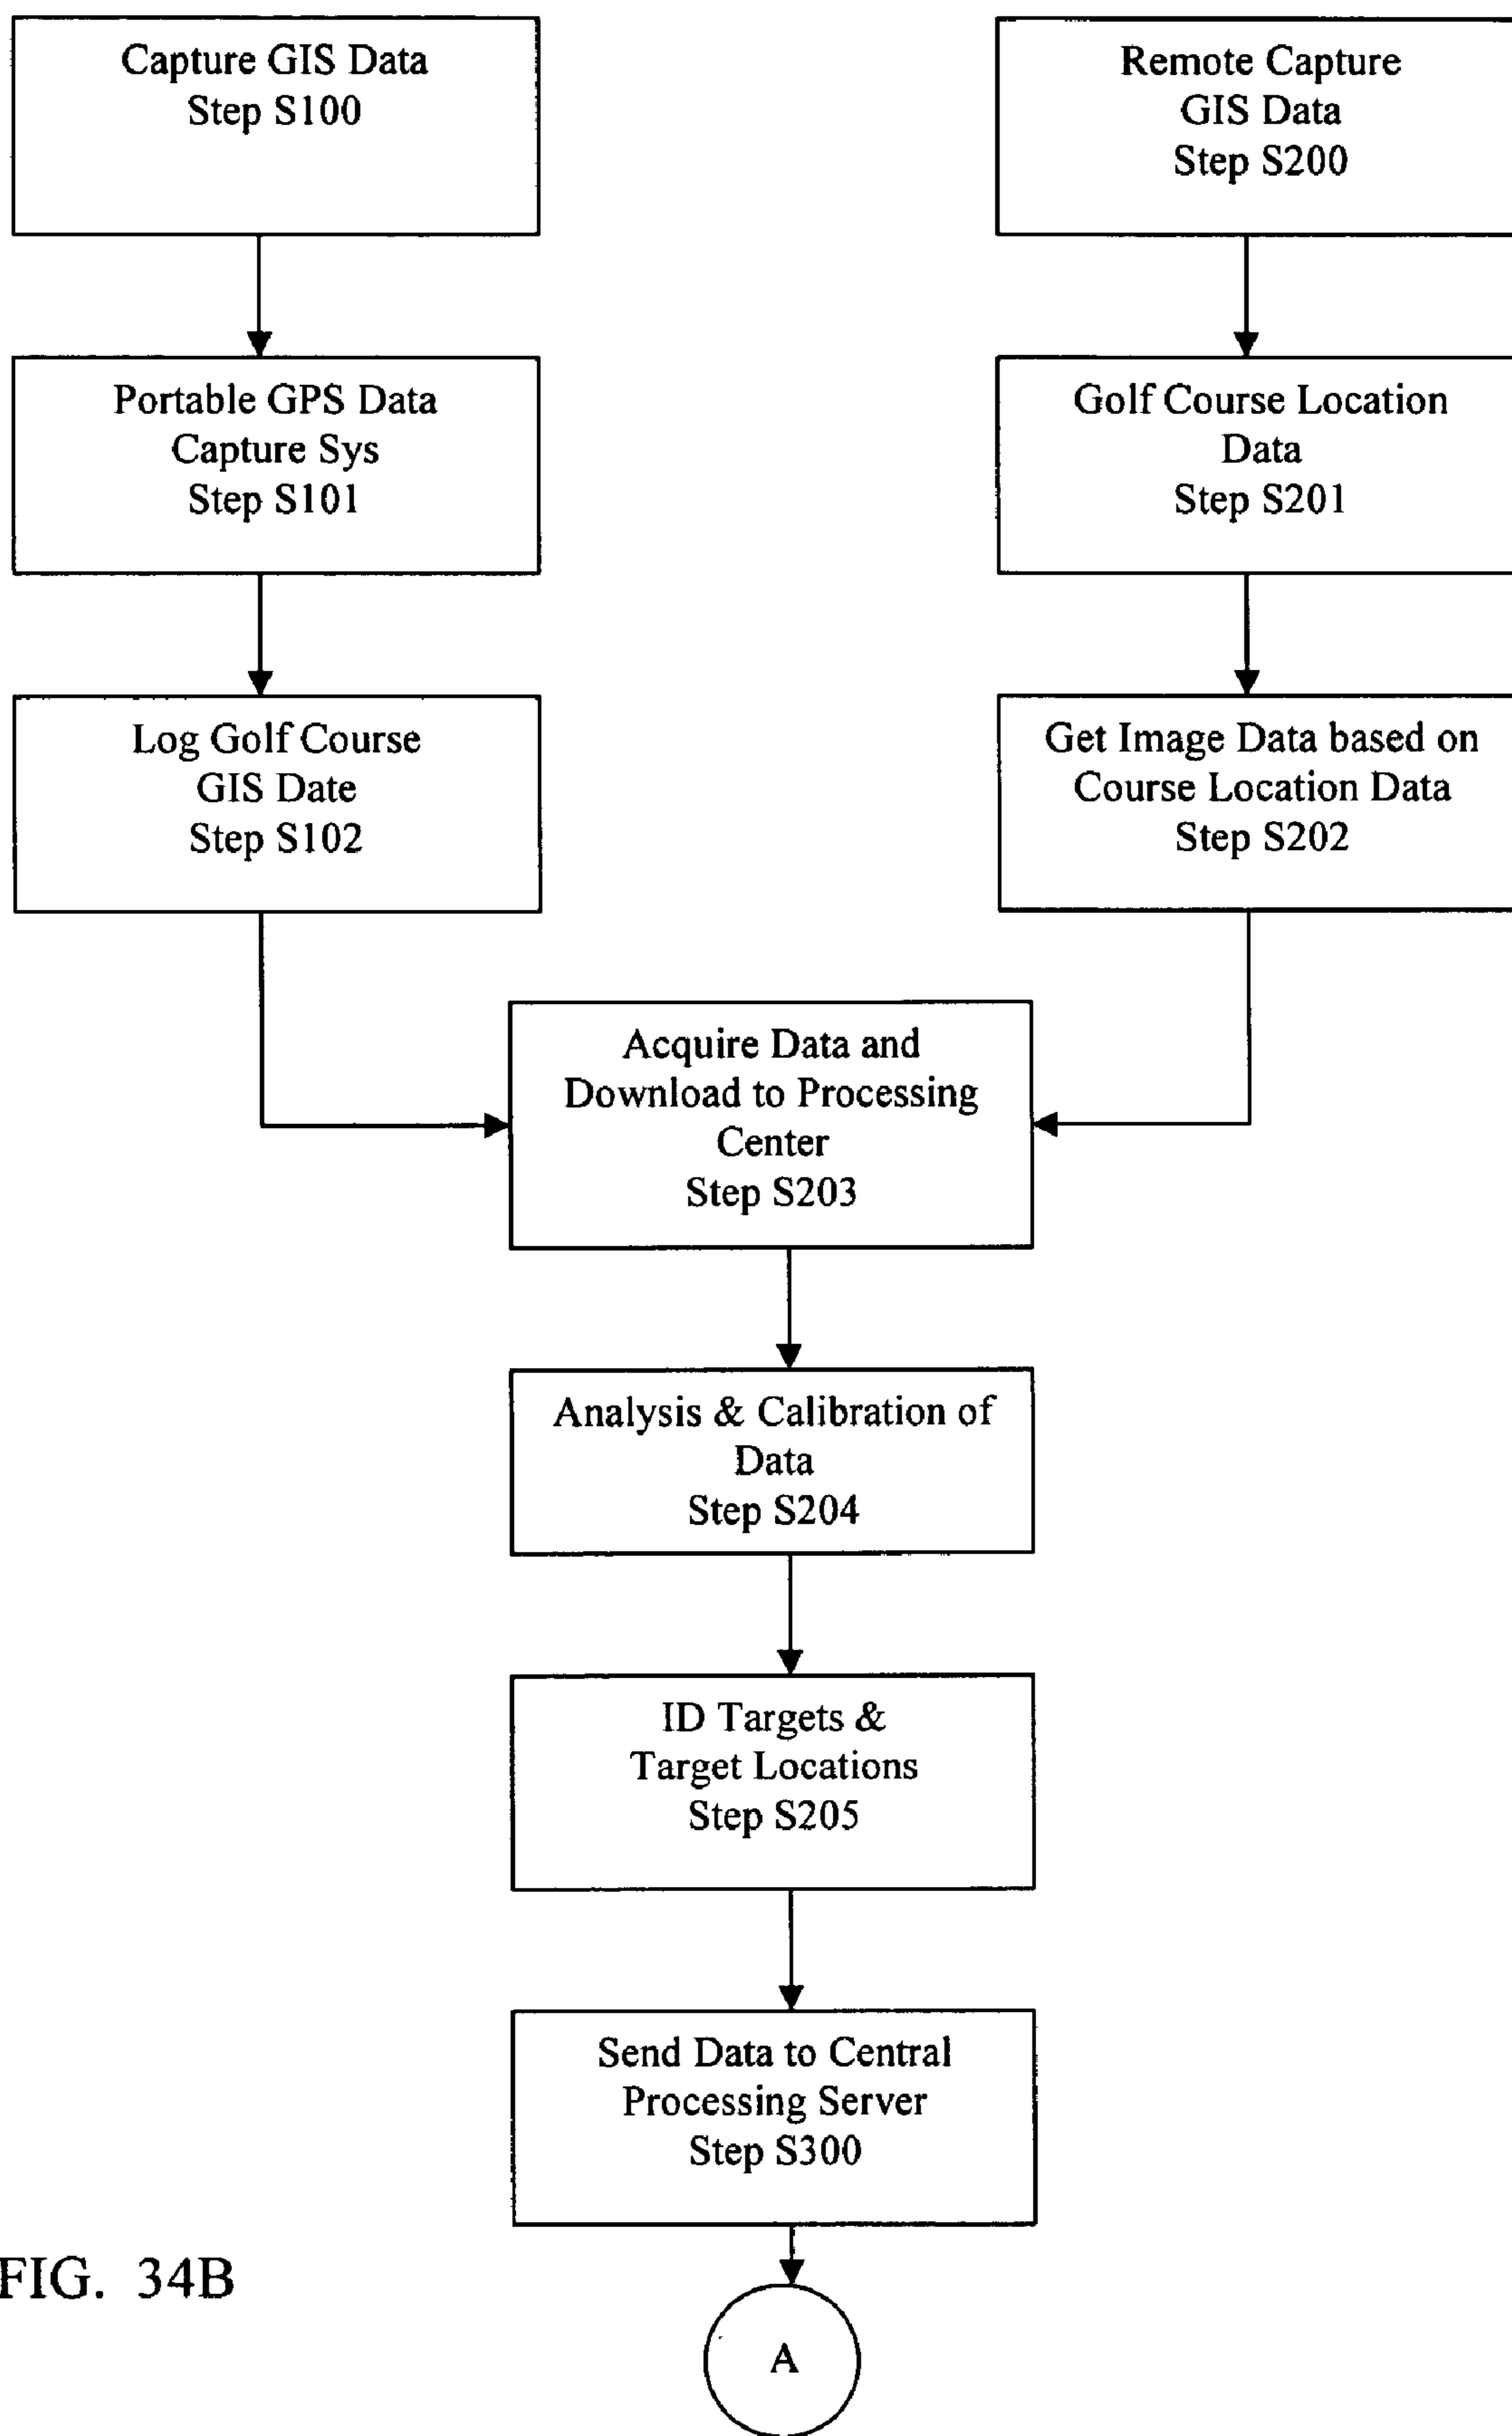 Capture GIS Data
Step S100
Remote Capture
GIS Data
Step S200
Portable GPS Data
Capture Sys
Step S101
Golf Course Location
Data
Step S201
Log Golf Course
GIS Date
Step S102
Get Image Data based on
Course Location Data
Step S202
Acquire Data and
Download to Processing
Center
Step S203
Analysis & Calibration of
Data
Step S204
ID Targets &
Target Locations
Step S205
Send Data to Central
Processing Server
Step S300
FIG. 34B
A